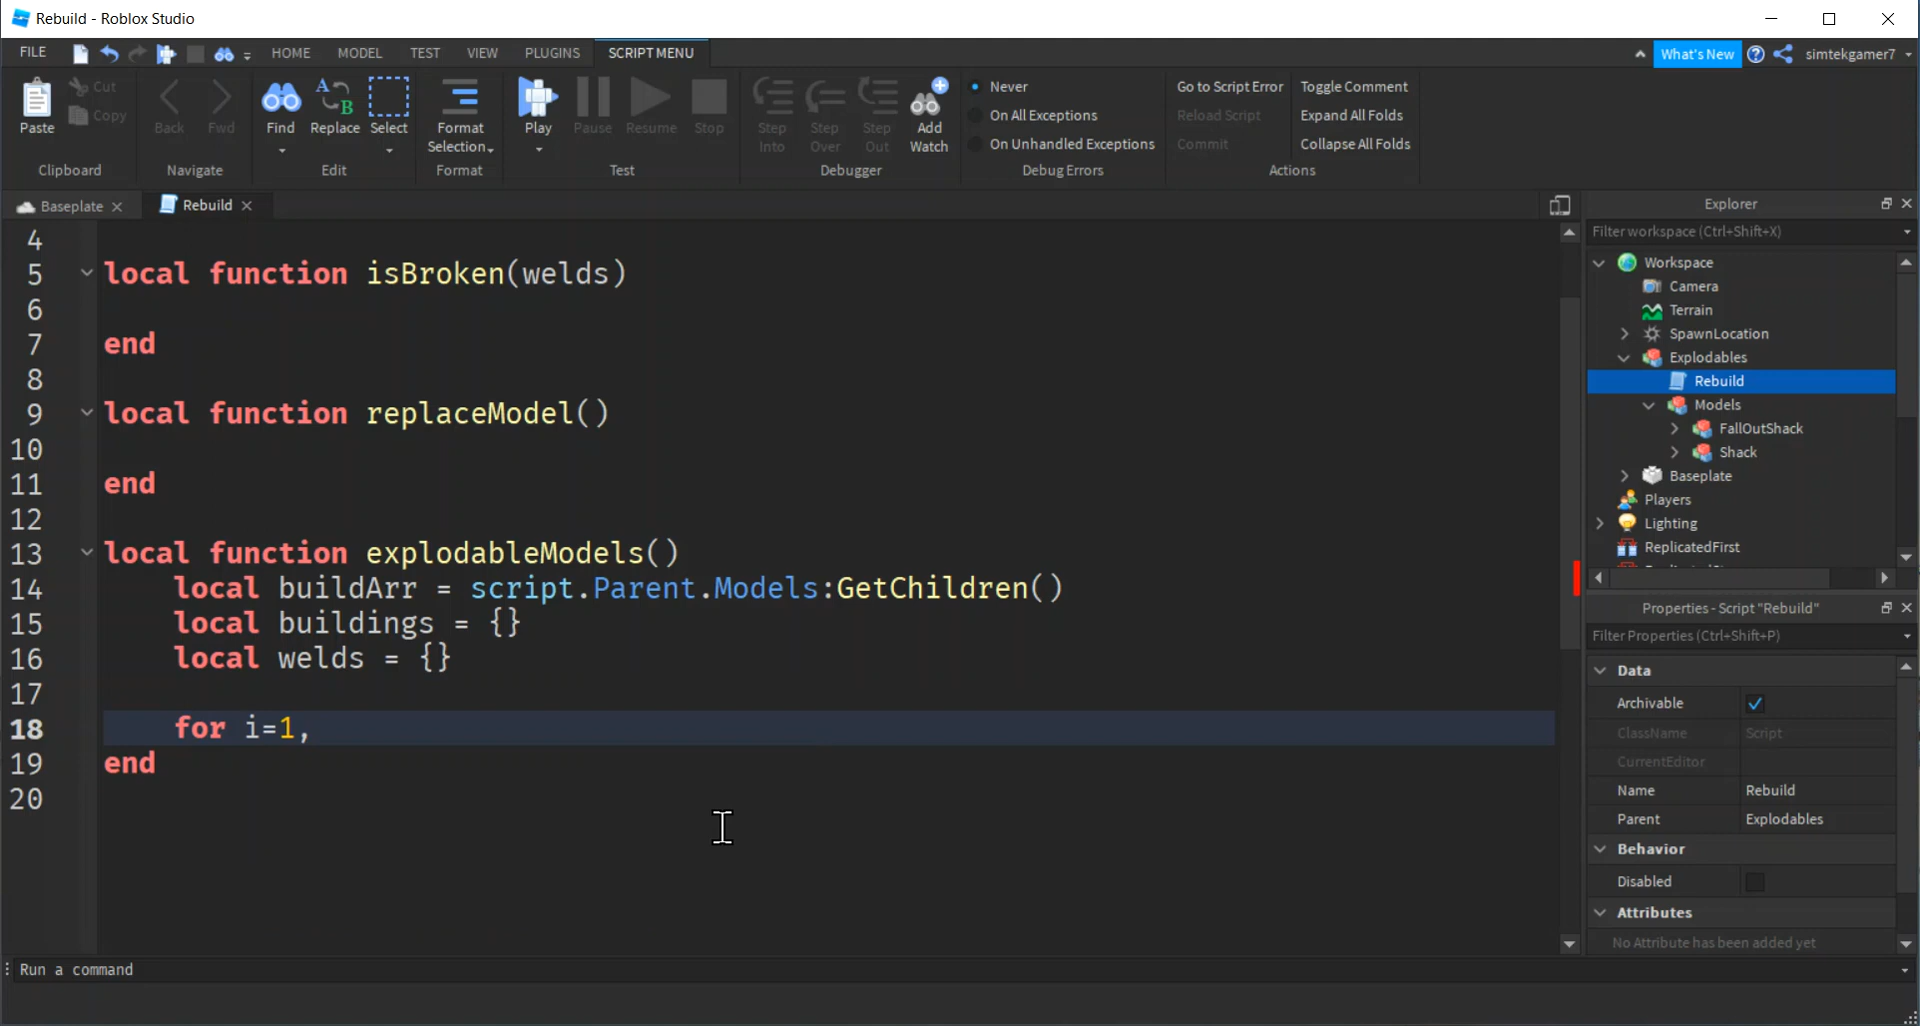 Rebuild - Roblox Studio
FILE HOME MODEL TEST VIEW PLUGINS SCRIPT MENU What's New simtekgamer7
Paste Cut Copy
Back Fwd
Find Replace Select
Format Selection
Play Pause Resume Stop
Step Into Step Over Step Out Add Watch
Never
On All Exceptions
On Unhandled Exceptions
Go to Script Error
Reload Script
Commit
Toggle Comment
Expand All Folds
Collapse All Folds
Clipboard Navigate Edit Format Test Debugger Debug Errors Actions
Baseplate Rebuild
4
5 local function isBroken(welds)
6
7 end
8
9 local function replaceModel()
10
11 end
12
13 local function explodableModels()
14 local buildArr = script.Parent.Models:GetChildren()
15 local buildings = {}
16 local welds = {}
17
18 for i=1,
19 end
20
Explorer
Filter workspace (Ctrl+Shift+X)
Workspace
Camera
Terrain
SpawnLocation
Explodables
Rebuild
Models
FallOutShack
Shack
Baseplate
Players
Lighting
ReplicatedFirst
Properties - Script "Rebuild"
Filter Properties (Ctrl+Shift+P)
Data
Archivable
ClassName Script
CurrentEditor
Name Rebuild
Parent Explodables
Behavior
Disabled
Attributes
No Attribute has been added yet
Run a command